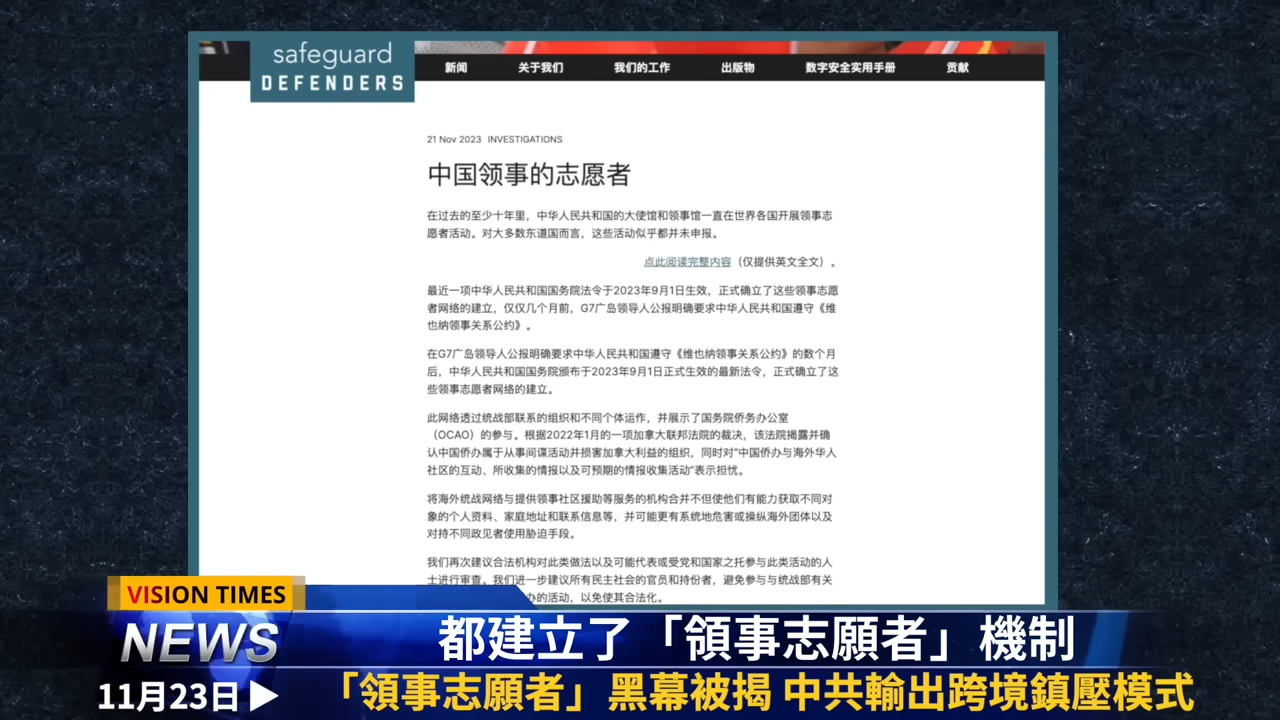 safeguard
DEFENDERS
新闻 关于我们 我们的工作 出版物 数字安全实用手册 贡献
21 Nov 2023 INVESTIGATIONS
中国领事的志愿者
在过去的至少十年里，中华人民共和国的大使馆和领事馆一直在世界各国开展领事志
愿者活动。对大多数东道国而言，这些活动似乎都并未申报。
点此阅读完整内容（仅提供英文全文）。
最近一项中华人民共和国国务院法令于2023年9月1日生效，正式确立了这些领事志愿
者网络的建立，仅仅几个月前，G7广岛领导人公报明确要求中华人民共和国遵守《维
也纳领事关系公约》。
在G7广岛领导人公报明确要求中华人民共和国遵守《维也纳领事关系公约》的数个月
后，中华人民共和国国务院颁布于2023年9月1日正式生效的最新法令，正式确立了这
些领事志愿者网络的建立。
此网络透过统战部联系的组织和不同个体运作，并展示了国务院侨务办公室
（OCAO）的参与。根据2022年1月的一项加拿大联邦法院的裁决，该法院揭露并确
认中国侨办属于从事间谍活动并损害加拿大利益的组织，同时对“中国侨办与海外华人
社区的互动、所收集的情报以及可预期的情报收集活动”表示担忧。
将海外统战网络与提供领事社区援助等服务的机构合并不但使他们有能力获取不同对
象的个人资料、家庭地址和联系信息等，并可能更有系统地危害或操纵海外团体以及
对持不同政见者使用胁迫手段。
我们再次建议合法机构对此类做法以及可能代表或受党和国家之托参与此类活动的人
士进行审查。我们进一步建议所有民主社会的官员和持份者，避免参与与统战部有关
办的活动，以免使其合法化。
VISION TIMES
NEWS
都建立了「領事志願者」機制
11月23日
「領事志願者」黑幕被揭 中共輸出跨境鎮壓模式